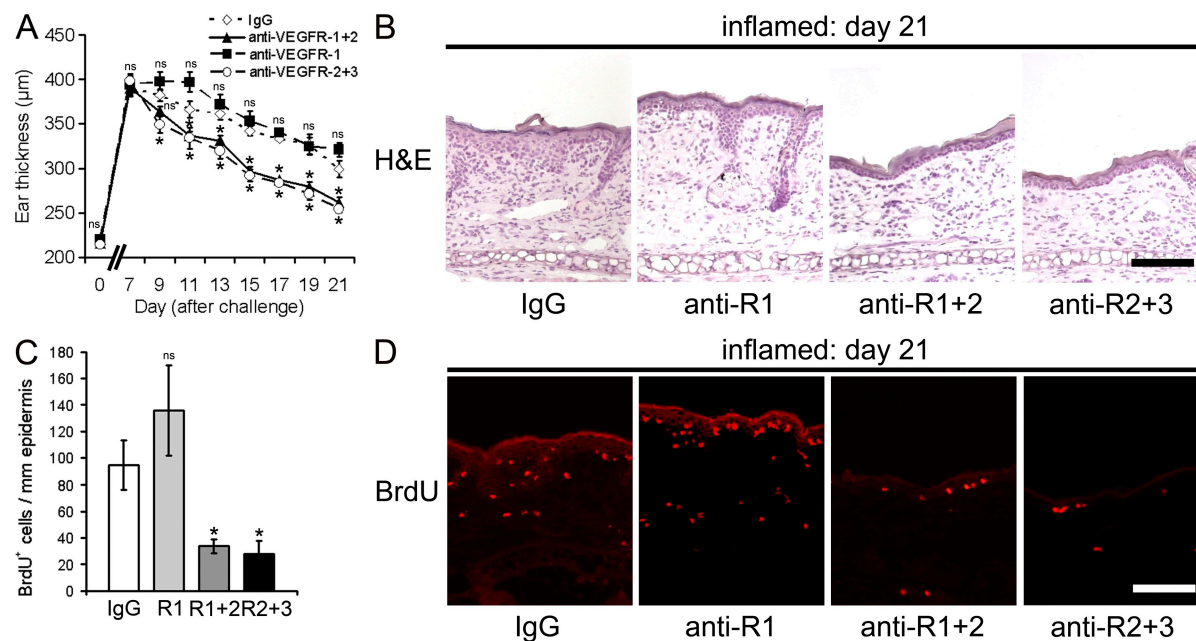 A
IgG
anti-VEGFR-1+2
anti-VEGFR-1
anti-VEGFR-2+3
Ear thickness (µm)
450
400
350
300
250
200
ns
ns
ns
ns
ns
ns
ns
ns
ns
ns
* * * * * * *
* * * * * * *
0 7 9 11 13 15 17 19 21
Day (after challenge)
B
inflamed: day 21
H&E
IgG anti-R1 anti-R1+2 anti-R2+3
C
BrdU+ cells / mm epidermis
180
160
140
120
100
80
60
40
20
0
ns
* *
IgG R1 R1+2 R2+3
D
inflamed: day 21
BrdU
IgG anti-R1 anti-R1+2 anti-R2+3